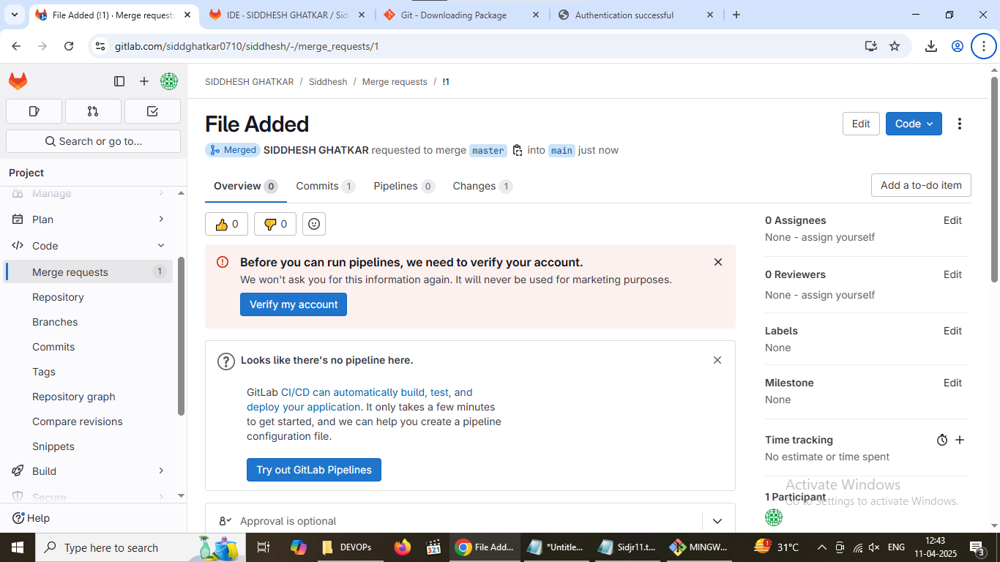 File Added (!1) · Merge requests
IDE · SIDDHESH GHATKAR / Sid
Git - Downloading Package
Authentication successful
gitlab.com/siddghatkar0710/siddhesh/-/merge_requests/1
SIDDHESH GHATKAR / Siddhesh / Merge requests / !1
Search or go to...
Project
Manage
Plan
Code
Merge requests 1
Repository
Branches
Commits
Tags
Repository graph
Compare revisions
Snippets
Build
Secure
Help
File Added
Edit
Code
Merged SIDDHESH GHATKAR requested to merge master into main just now
Overview 0
Commits 1
Pipelines 0
Changes 1
Add a to-do item
0
0
Before you can run pipelines, we need to verify your account.
We won't ask you for this information again. It will never be used for marketing purposes.
Verify my account
Looks like there's no pipeline here.
GitLab CI/CD can automatically build, test, and
deploy your application. It only takes a few minutes
to get started, and we can help you create a pipeline
configuration file.
Try out GitLab Pipelines
Approval is optional
0 Assignees Edit
None - assign yourself
0 Reviewers Edit
None - assign yourself
Labels Edit
None
Milestone Edit
None
Time tracking
No estimate or time spent
1 Participant
Activate Windows
Go to Settings to activate Windows.
Type here to search
DEVOPs
321
File Add...
*Untitle...
Sidjr11.t...
MINGW...
1
31°C
ENG
12:43
11-04-2025
3